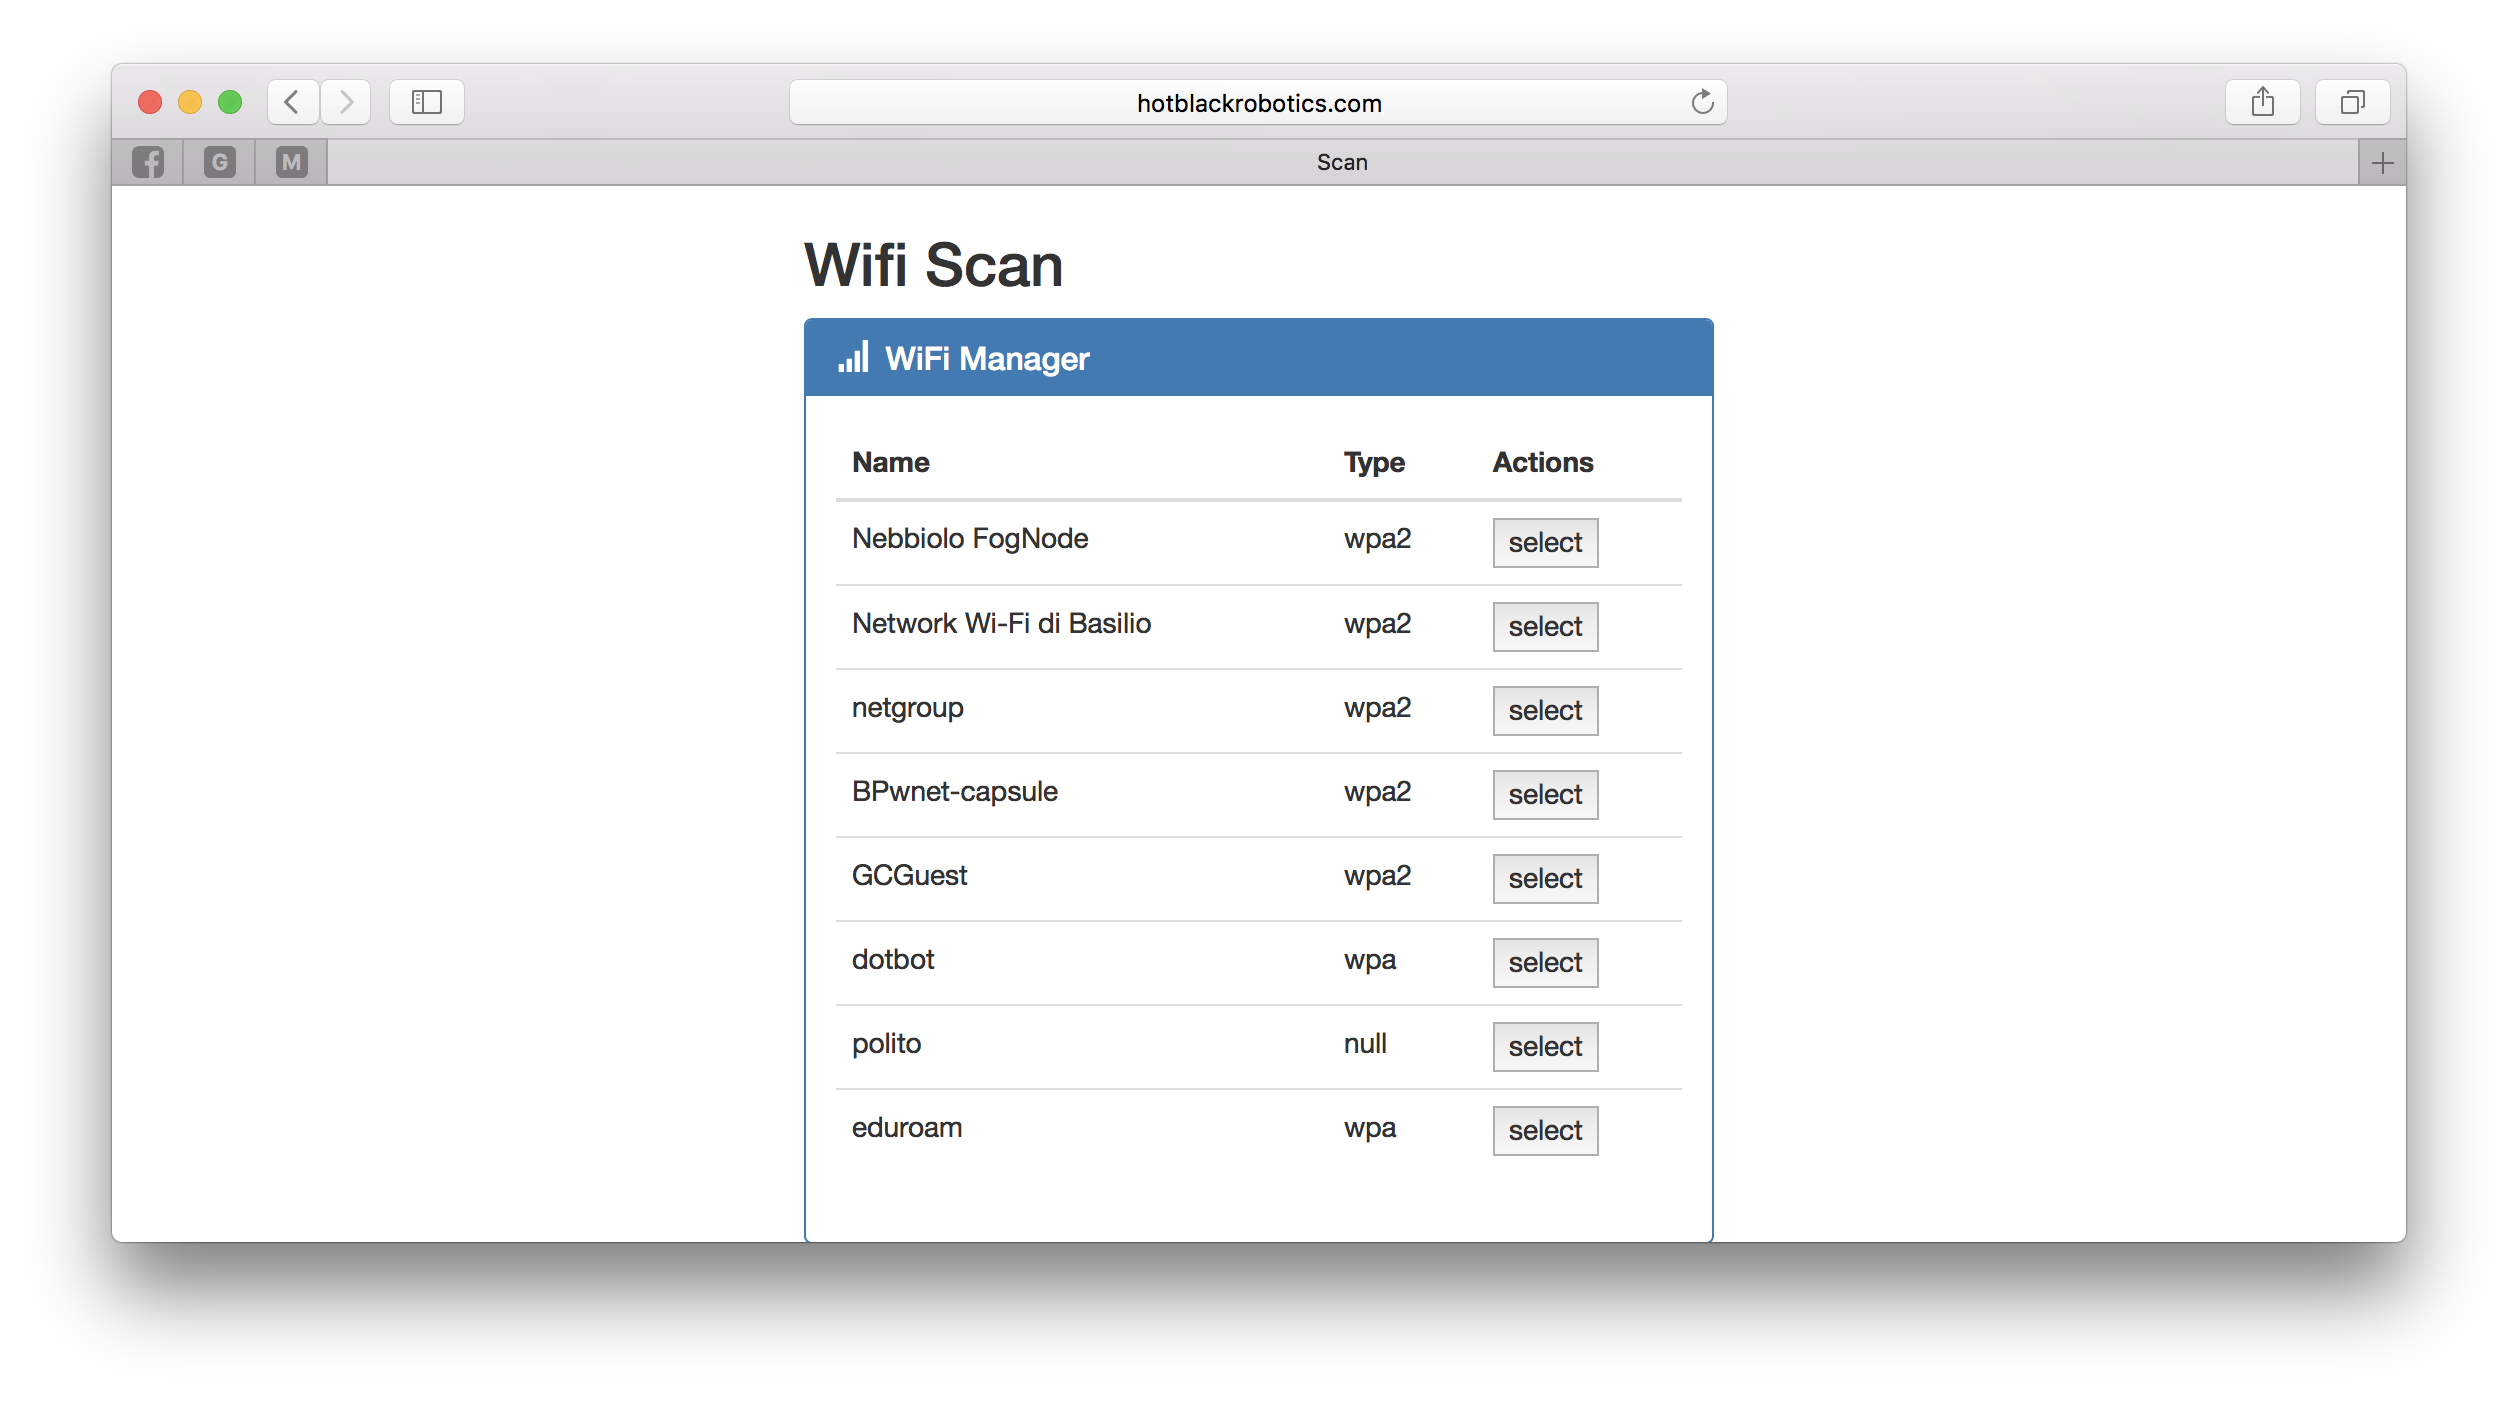 hotblackrobotics.com
G M Scan
Wifi Scan
WiFi Manager
Name Type Actions
Nebbiolo FogNode wpa2 select
Network Wi-Fi di Basilio wpa2 select
netgroup wpa2 select
BPwnet-capsule wpa2 select
GCGuest wpa2 select
dotbot wpa select
polito null select
eduroam wpa select